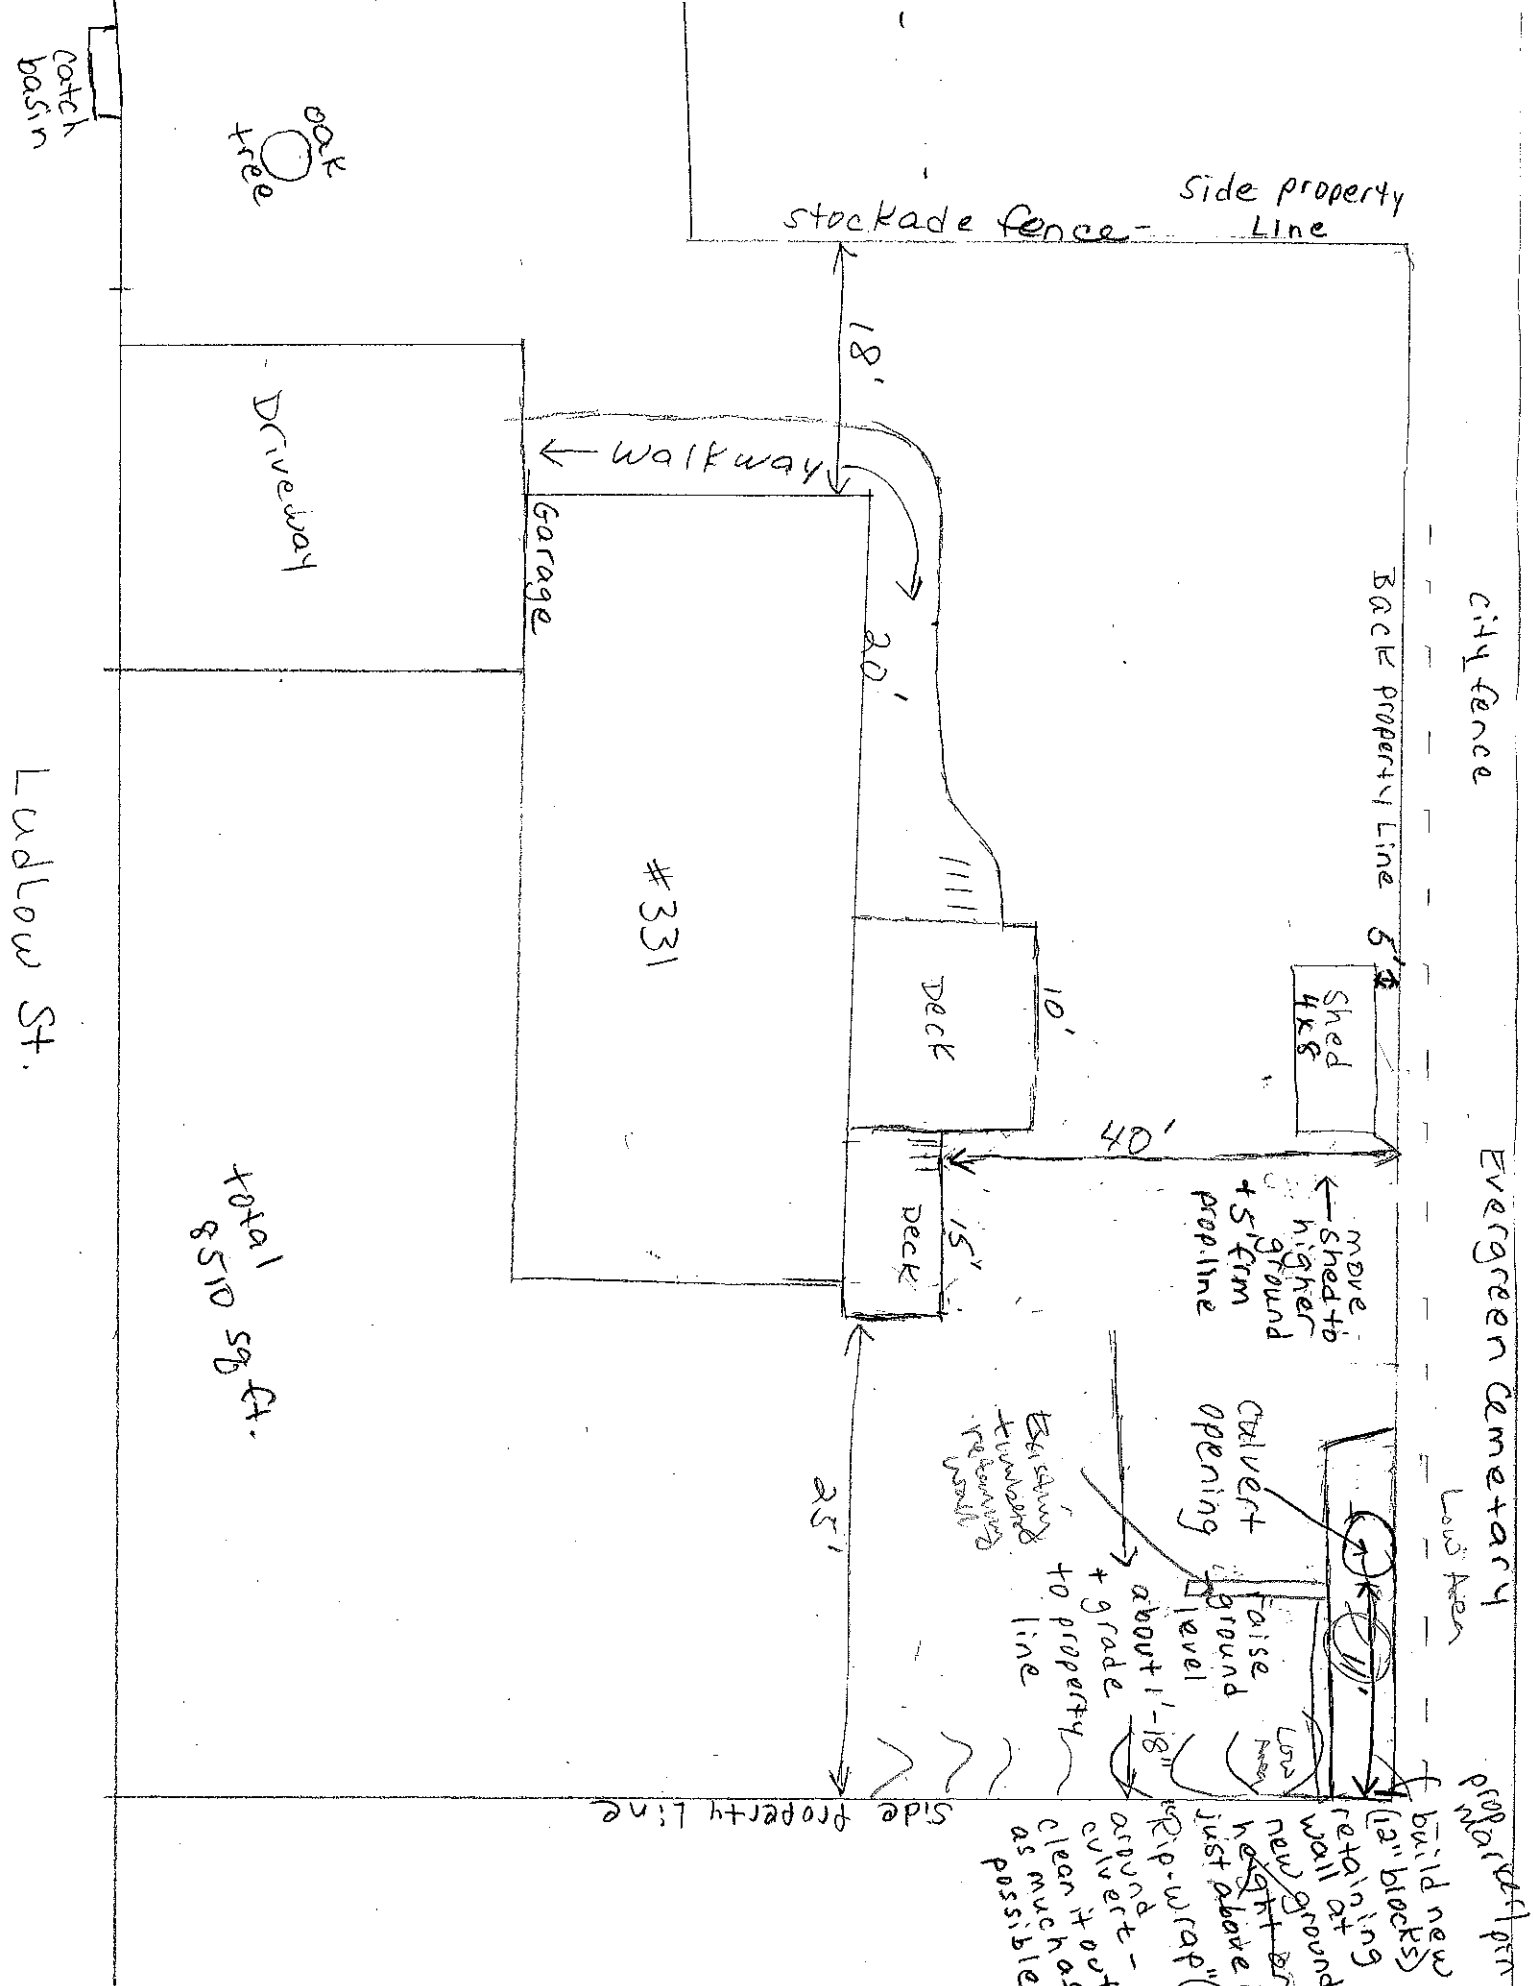 city fence
Evergreen Cemetary
Low Area
prop
Marker/pin
Back Property Line 5'
Side property
Line
stockade fence-
Shed
4x8
18'
40'
move
← shed to
higher
ground
+ 5' frm
prop.line
Culvert
opening
11'
Existing
timbered
retaining
wall
raise
ground
level
about 1'-18"
+ grade
to property
line
Low
Area
build new
(12" blocks)
retaining
wall at
new ground
height or
just above
"Rip-wrap"
around
culvert-
clean it out
as much as
possible
← walkway
20'
10'
Deck
15'
Deck
25'
Side Property Line
Garage
#331
oak
tree
Driveway
total
8510 sq ft.
catch
basin
Ludlow St.